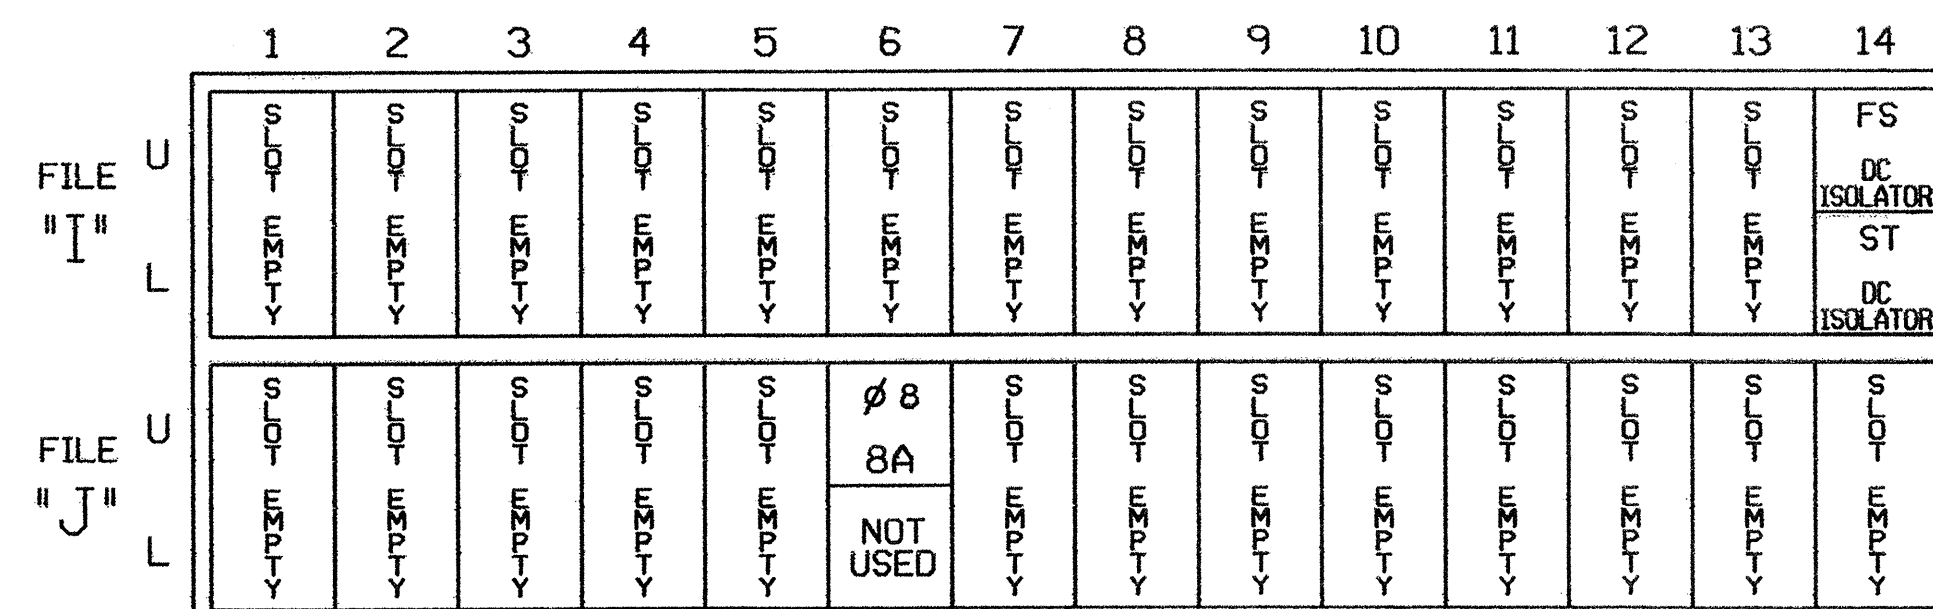 1 2 3 4 5 6 7 8 9 10 11 12 13 14
FILE "I"
U
L
SLOT EMPTY
SLOT EMPTY
SLOT EMPTY
SLOT EMPTY
SLOT EMPTY
SLOT EMPTY
SLOT EMPTY
SLOT EMPTY
SLOT EMPTY
SLOT EMPTY
SLOT EMPTY
SLOT EMPTY
SLOT EMPTY
FS
DC
ISOLATOR
ST
DC
ISOLATOR
FILE "J"
U
L
SLOT EMPTY
SLOT EMPTY
SLOT EMPTY
SLOT EMPTY
SLOT EMPTY
Ø 8
8A
NOT
USED
SLOT EMPTY
SLOT EMPTY
SLOT EMPTY
SLOT EMPTY
SLOT EMPTY
SLOT EMPTY
SLOT EMPTY
SLOT EMPTY